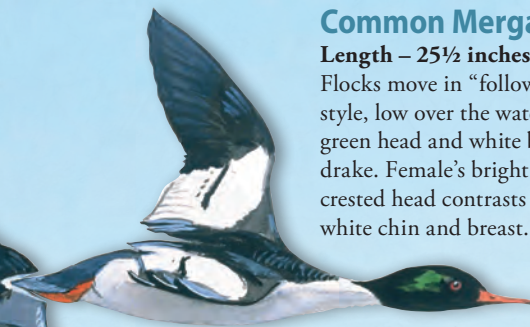 Common Merga
Length – 25½ inches
Flocks move in “follow
style, low over the wate
green head and white b
drake. Female’s bright
crested head contrasts
white chin and breast.